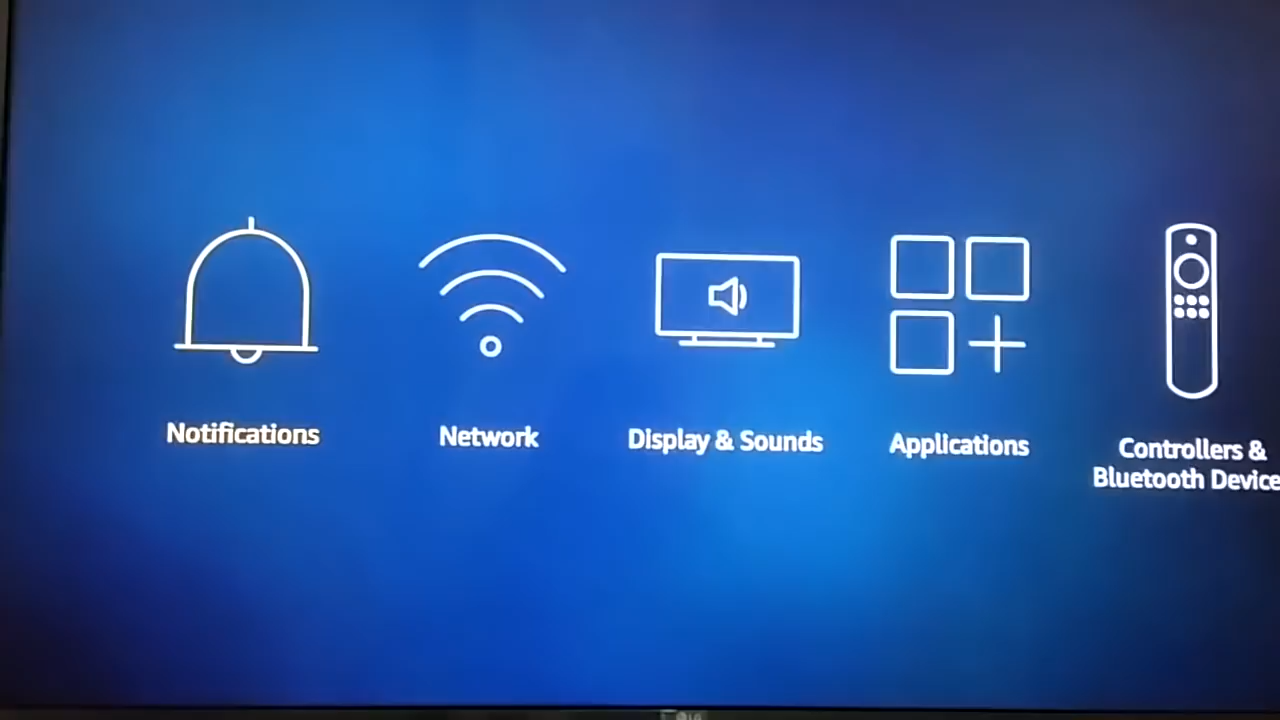 Notifications
Network
Display & Sounds
Applications
Controllers &
Bluetooth Device